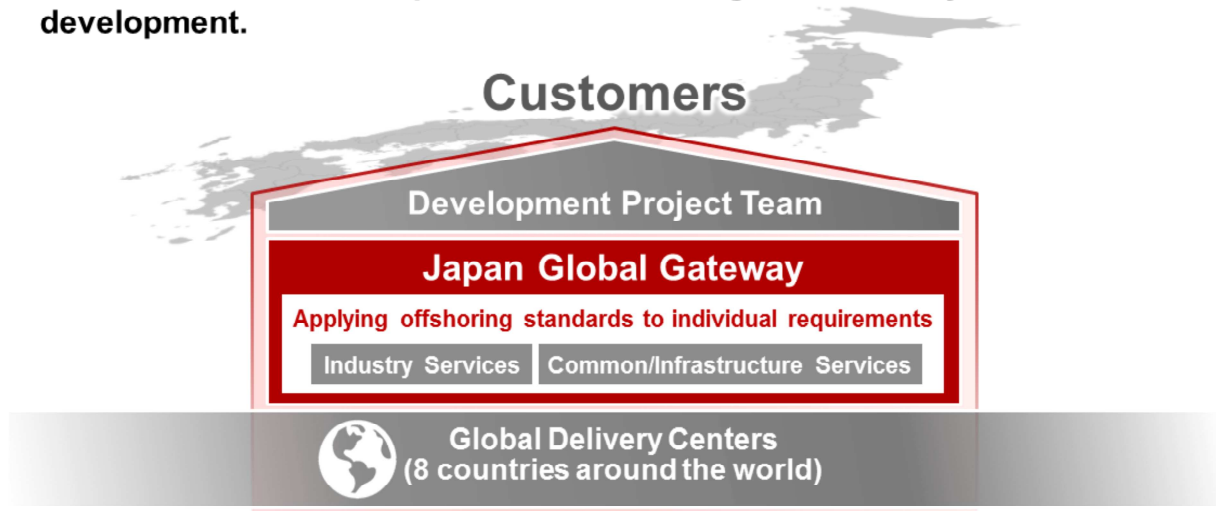 development.
Customers
Development Project Team
Japan Global Gateway
Applying offshoring standards to individual requirements
Industry Services Common/Infrastructure Services
Global Delivery Centers
(8 countries around the world)